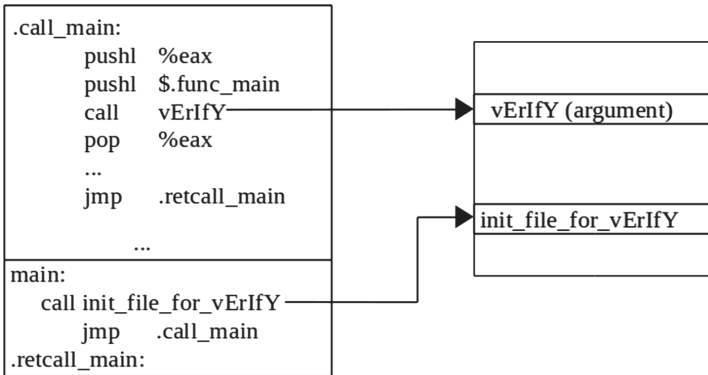 .call_main:
pushl %eax
pushl $.func_main
call vErIfY
pop %eax
...
jmp .retcall_main
...
main:
call init_file_for_vErIfY
jmp .call_main
.retcall_main:
vErIfY (argument)
init_file_for_vErIfY